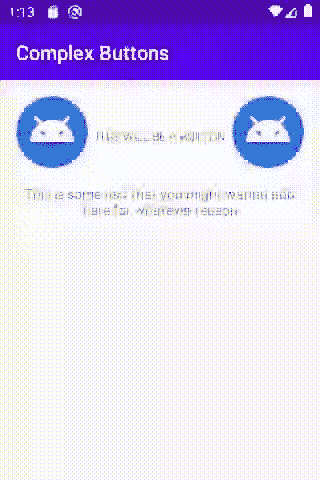 1:13
Complex Buttons
THIS WILL BE A BUTTON
This is some text that you might wanna add
here for whatever reason